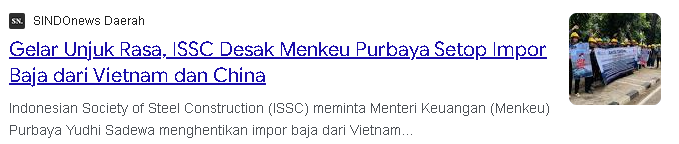 SN.
SINDOnews Daerah
Gelar Unjuk Rasa, ISSC Desak Menkeu Purbaya Setop Impor
Baja dari Vietnam dan China
Indonesian Society of Steel Construction (ISSC) meminta Menteri Keuangan (Menkeu)
Purbaya Yudhi Sadewa menghentikan impor baja dari Vietnam...